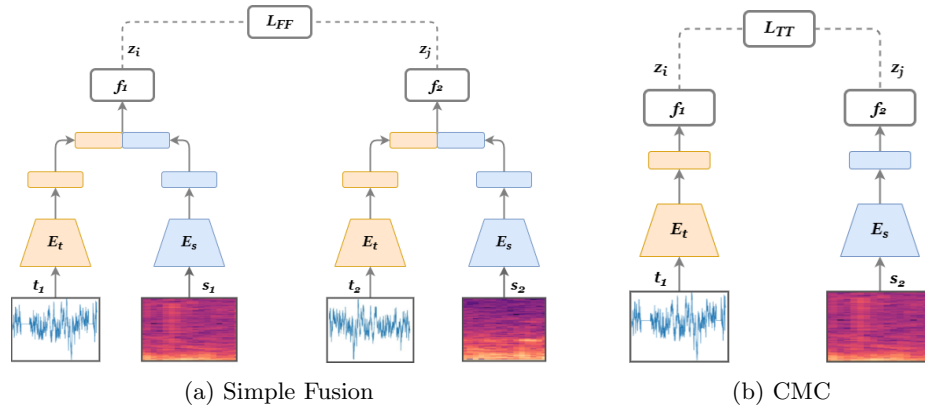 L_FF
z_i z_j
f_1 f_2
E_t E_s E_t E_s
t_1 s_1 t_2 s_2
(a) Simple Fusion
L_TT
z_i z_j
f_1 f_2
E_t E_s
t_1 s_2
(b) CMC